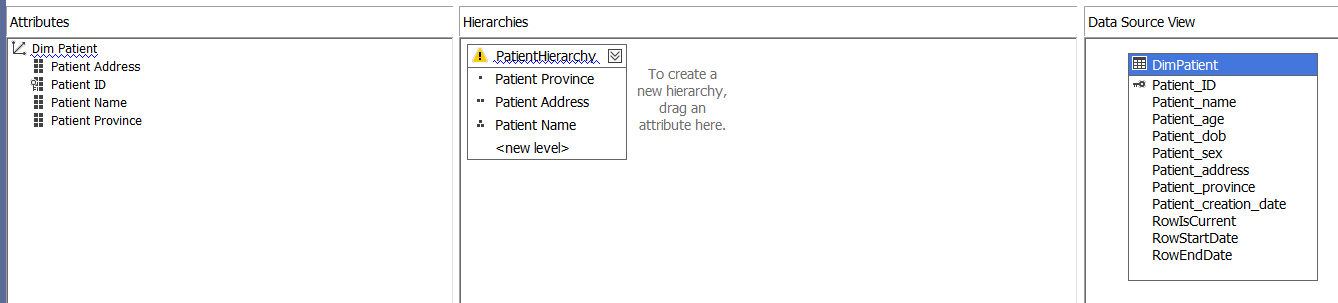 Attributes
Dim Patient
Patient Address
Patient ID
Patient Name
Patient Province
Hierarchies
PatientHierarchy
Patient Province
Patient Address
Patient Name
<new level>
To create a
new hierarchy,
drag an
attribute here.
Data Source View
DimPatient
Patient_ID
Patient_name
Patient_age
Patient_dob
Patient_sex
Patient_address
Patient_province
Patient_creation_date
RowIsCurrent
RowStartDate
RowEndDate